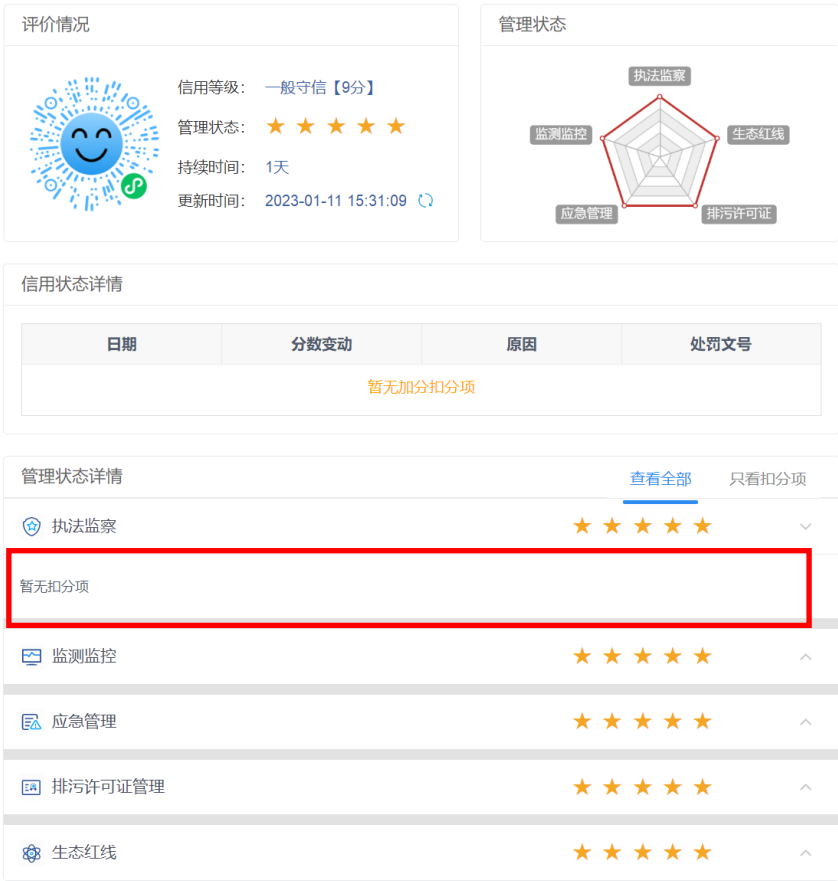 评价情况
信用等级： 一般守信【9分】
管理状态：
持续时间： 1天
更新时间： 2023-01-11 15:31:09
管理状态
执法监察
监测监控
生态红线
应急管理
排污许可证
信用状态详情
日期 分数变动 原因 处罚文号
暂无加分扣分项
管理状态详情 查看全部 只看扣分项
执法监察
暂无扣分项
监测监控
应急管理
排污许可证管理
生态红线